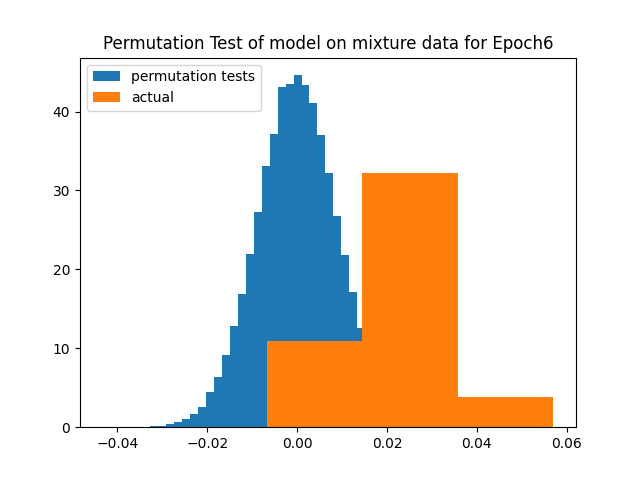 Permutation Test of model on mixture data for Epoch6
permutation tests
actual
40
30
20
10
0
−0.04 −0.02 0.00 0.02 0.04 0.06